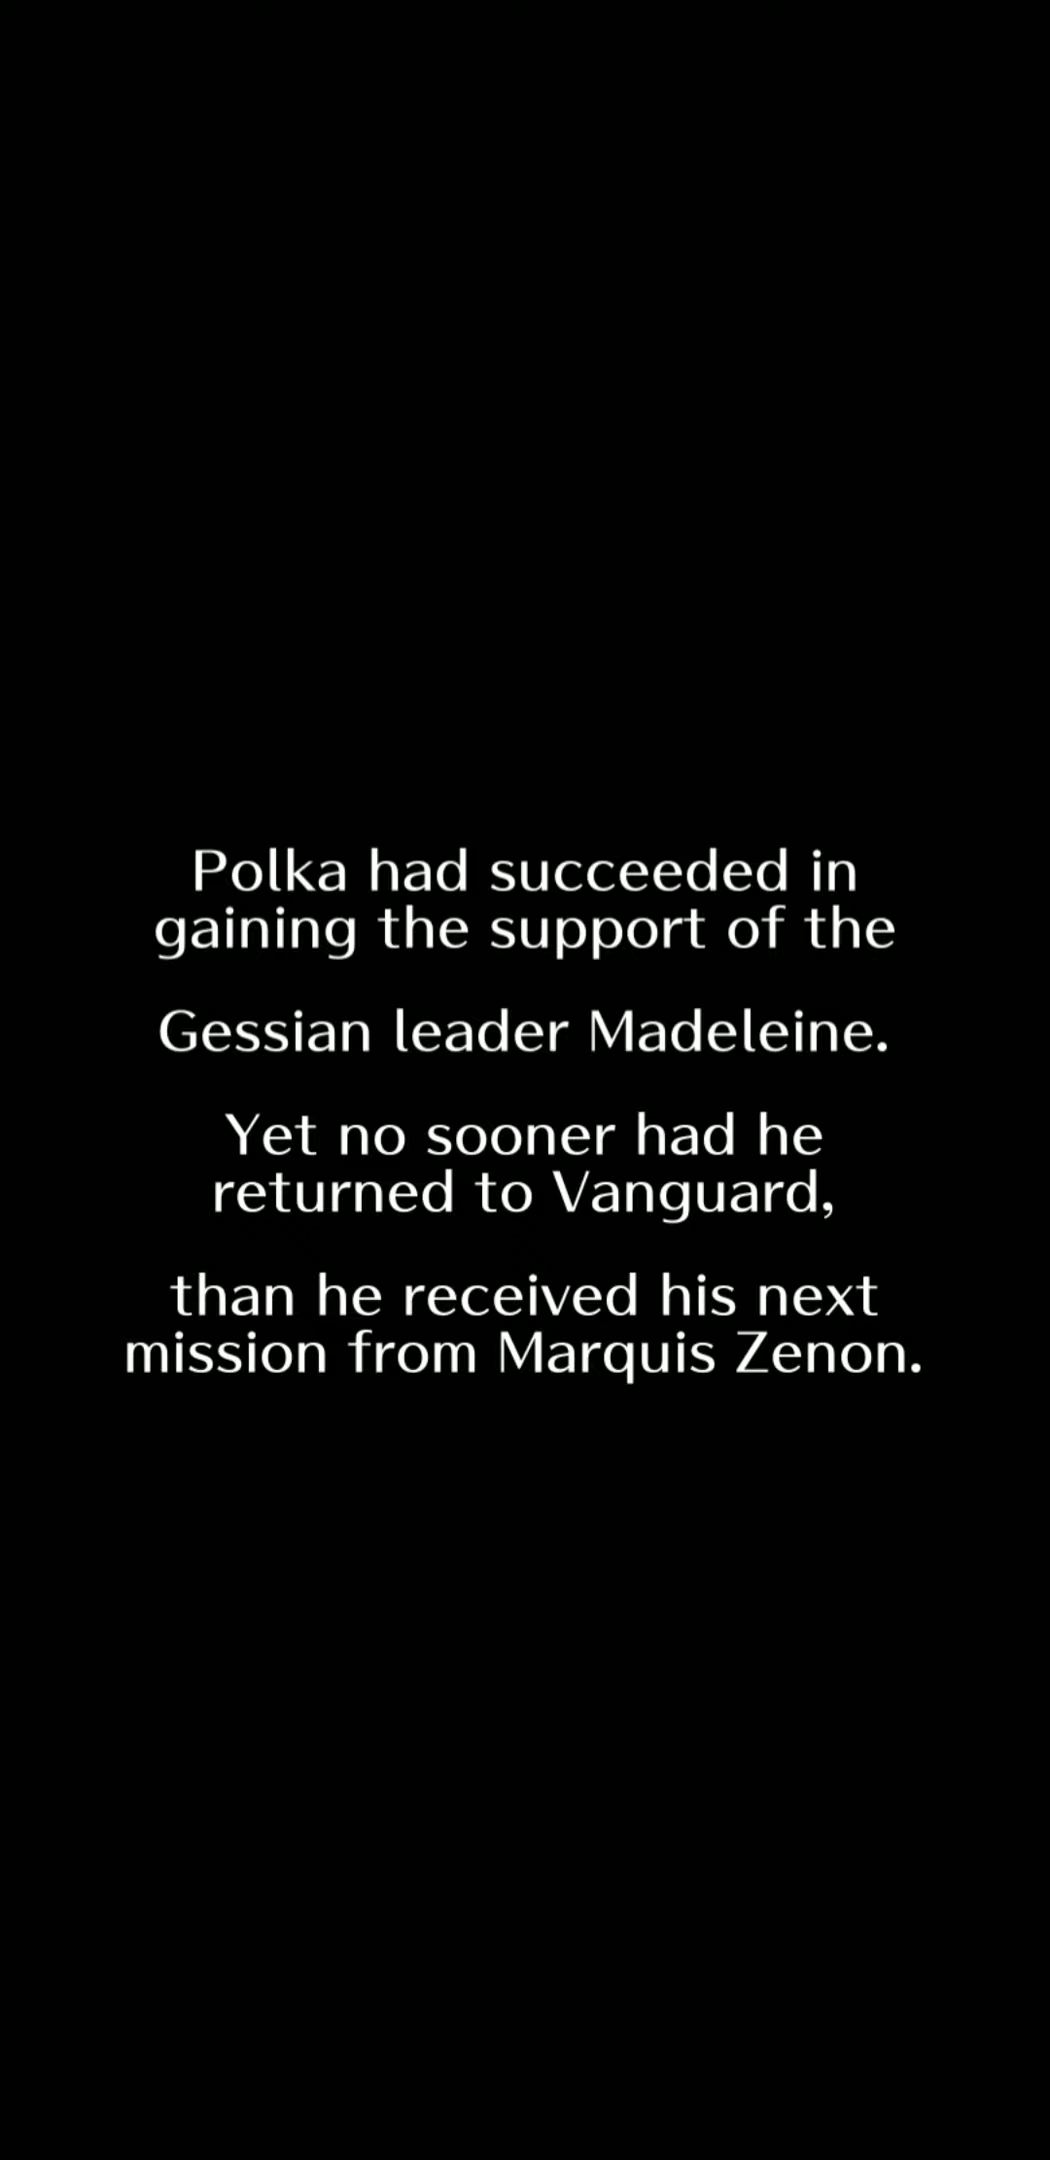 Polka had succeeded in
gaining the support of the
Gessian leader Madeleine.
Yet no sooner had he
returned to Vanguard,
than he received his next
mission from Marquis Zenon.